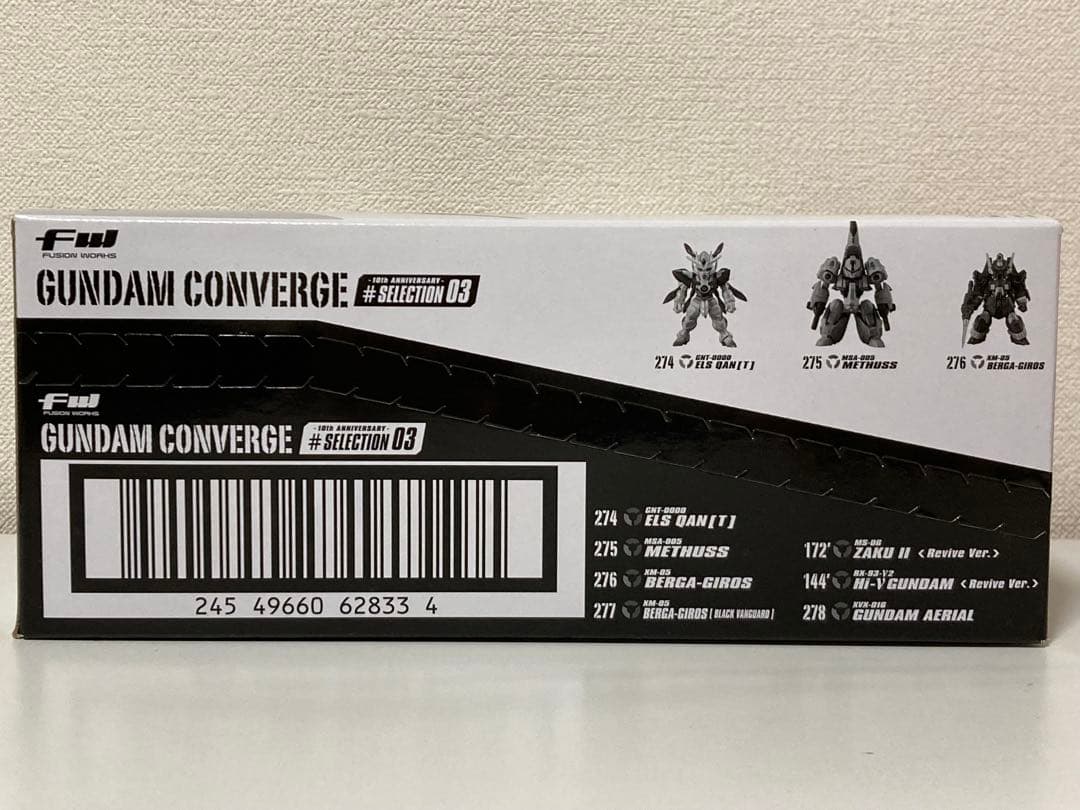 FW
FUSION WORKS
GUNDAM CONVERGE
- 10th ANNIVERSARY -
# SELECTION 03
274 GNT-0000 ELS QAN[T]
275 MSA-005 METHUSS
276 XM-05 BERGA-GIROS
FW
FUSION WORKS
GUNDAM CONVERGE
- 10th ANNIVERSARY -
# SELECTION 03
245 49660 62833 4
274 GNT-0000 ELS QAN[T]
275 MSA-005 METHUSS
276 XM-05 BERGA-GIROS
277 XM-05 BERGA-GIROS [BLACK VANGUARD]
172' MS-06 ZAKU II <Revive Ver.>
144' RX-93-ν2 Hi-ν GUNDAM <Revive Ver.>
278 XVX-016 GUNDAM AERIAL